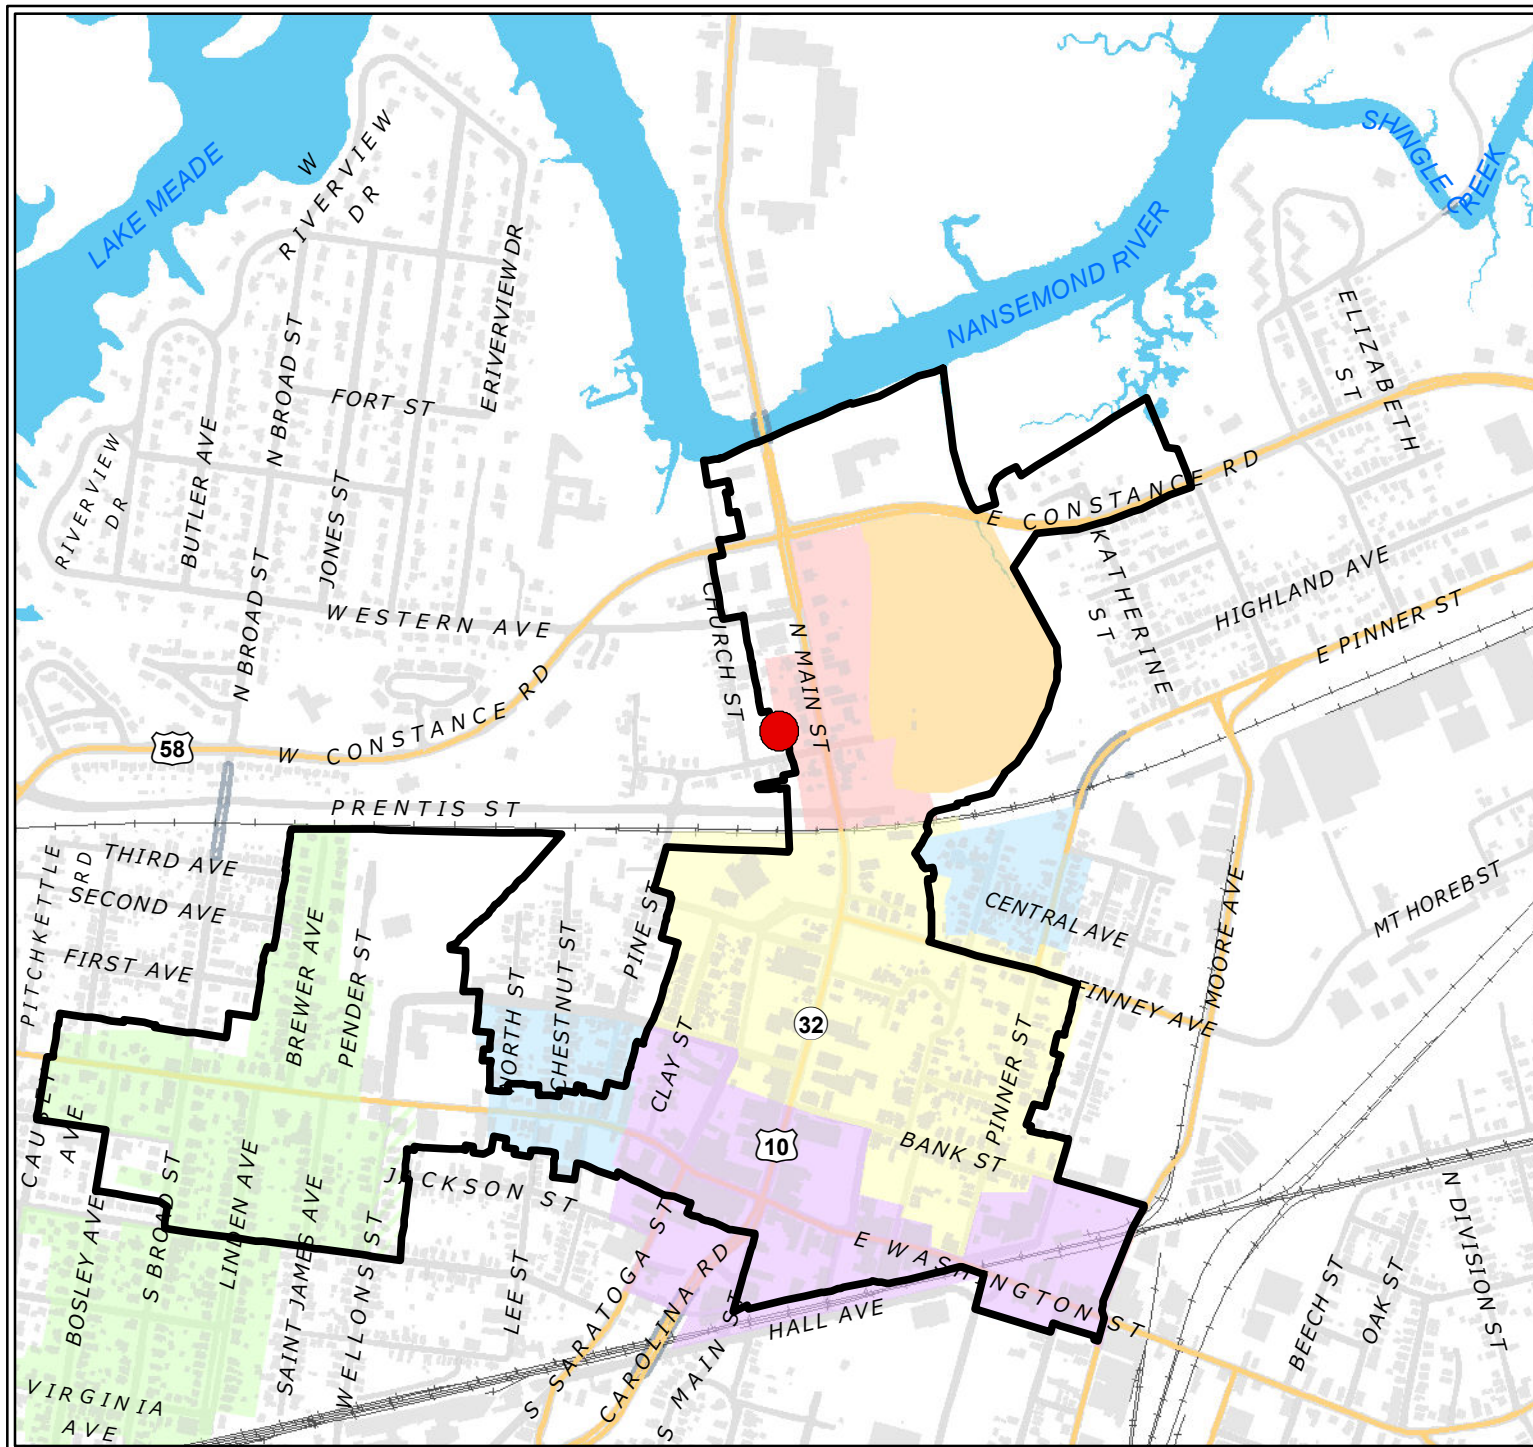 LAKE MEADE
W
RIVERVIEW
DR
SHINGLE CREEK
NANSEMOND RIVER
ELIZABETH
ST
E RIVERVIEW DR
N BROAD ST
FORT ST
BUTLER AVE
RIVERVIEW
DR
JONES ST
E CONSTANCE RD
KATHERINE
ST
HIGHLAND AVE
E PINNER ST
N BROAD ST
WESTERN AVE
CHURCH ST
N MAIN ST
W CONSTANCE RD
58
PRENTIS ST
PITCHKETTLE
RD
THIRD AVE
SECOND AVE
FIRST AVE
BREWER AVE
PENDER ST
NORTH ST
CHESTNUT ST
PINE ST
CENTRAL AVE
MOORE AVE
MT HOREB ST
FINNEY AVE
32
CLAY ST
PINNER ST
BANK ST
10
AVE
S BROAD ST
LINDEN AVE
JACKSON ST
BOSLEY AVE
SAINT JAMES AVE
WELLONS ST
LEE ST
S SARATOGA ST
CAROLINA RD
S MAIN ST
HALL AVE
E WASHINGTON ST
N DIVISION ST
BEECH ST
OAK ST
VIRGINIA
AVE